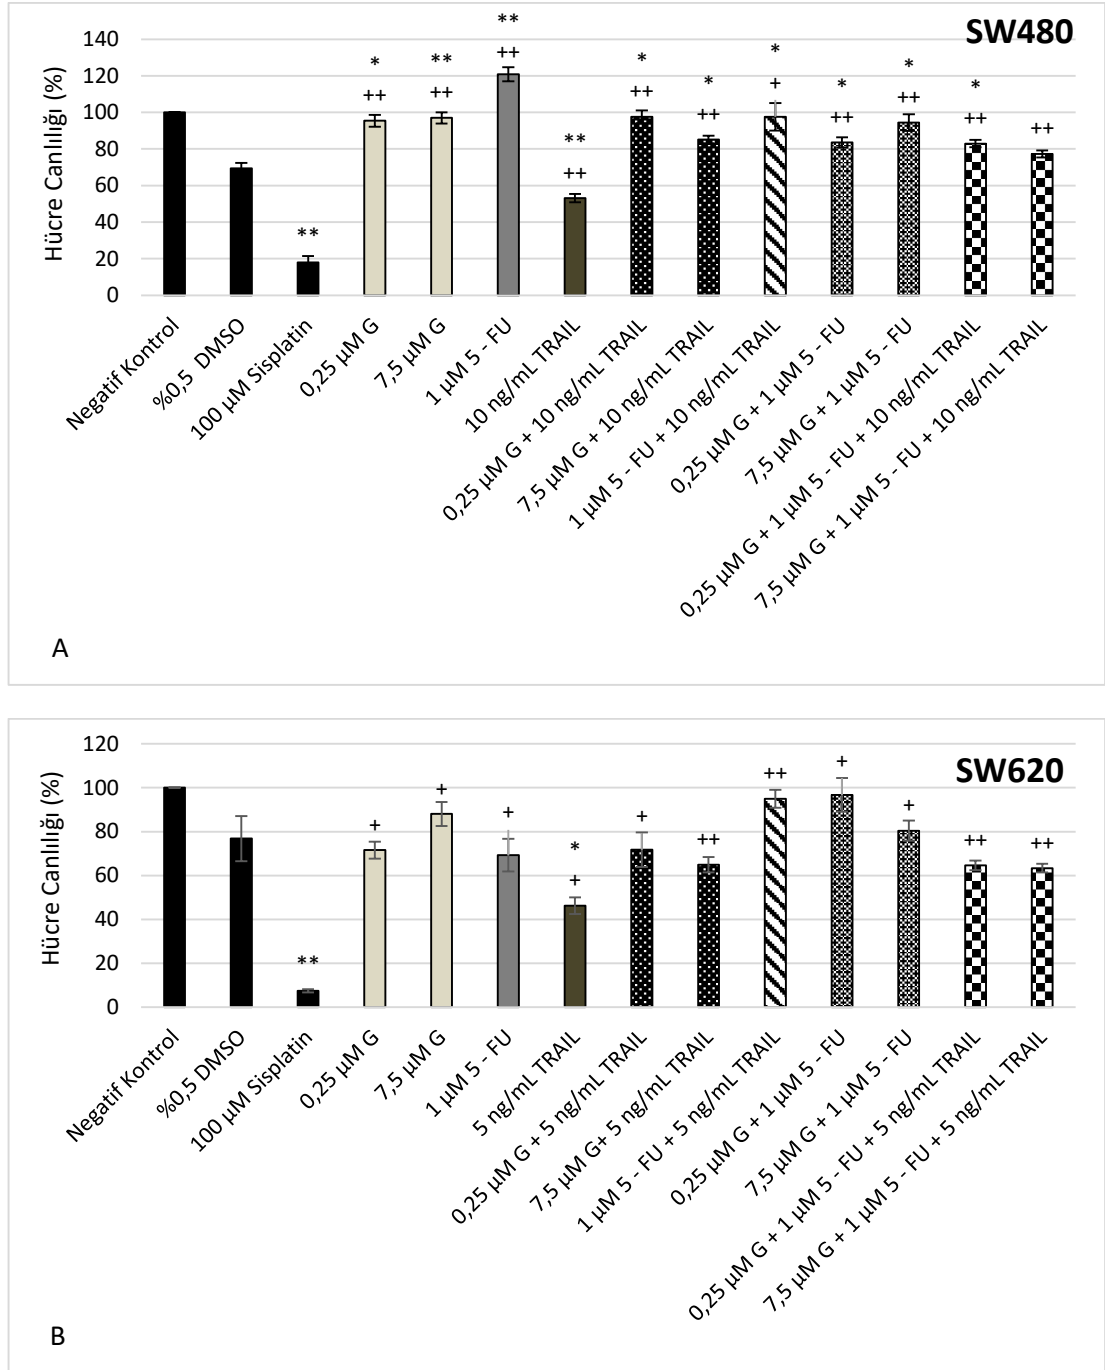 SW480
Hücre Canlılığı (%)
140
120
100
80
60
40
20
0
**
*
++
**
++
**
++
**
++
*
++
*
++
*
+
*
++
*
++
*
++
++
Negatif Kontrol
%0,5 DMSO
100 µM Sisplatin
0,25 µM G
7,5 µM G
1 µM 5 - FU
10 ng/mL TRAIL
0,25 µM G + 10 ng/mL TRAIL
7,5 µM G + 10 ng/mL TRAIL
1 µM 5 - FU + 10 ng/mL TRAIL
0,25 µM G + 1 µM 5 - FU
7,5 µM G + 1 µM 5 - FU
0,25 µM G + 1 µM 5 - FU + 10 ng/mL TRAIL
7,5 µM G + 1 µM 5 - FU + 10 ng/mL TRAIL
A
SW620
Hücre Canlılığı (%)
120
100
80
60
40
20
0
**
+
+
+
*
+
+
++
++
+
+
++
++
Negatif Kontrol
%0,5 DMSO
100 µM Sisplatin
0,25 µM G
7,5 µM G
1 µM 5 - FU
5 ng/mL TRAIL
0,25 µM G + 5 ng/mL TRAIL
7,5 µM G+ 5 ng/mL TRAIL
1 µM 5 - FU + 5 ng/mL TRAIL
0,25 µM G + 1 µM 5 - FU
7,5 µM G + 1 µM 5 - FU
0,25 µM G + 1 µM 5 - FU + 5 ng/mL TRAIL
7,5 µM G + 1 µM 5 - FU + 5 ng/mL TRAIL
B